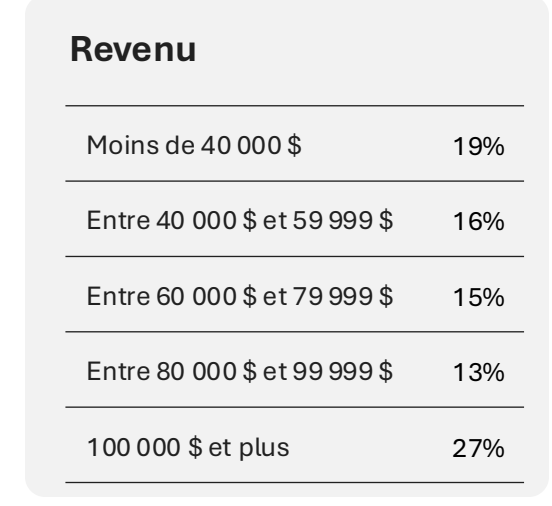 Revenu
Moins de 40 000 $ 19%
Entre 40 000 $ et 59 999 $ 16%
Entre 60 000 $ et 79 999 $ 15%
Entre 80 000 $ et 99 999 $ 13%
100 000 $ et plus 27%